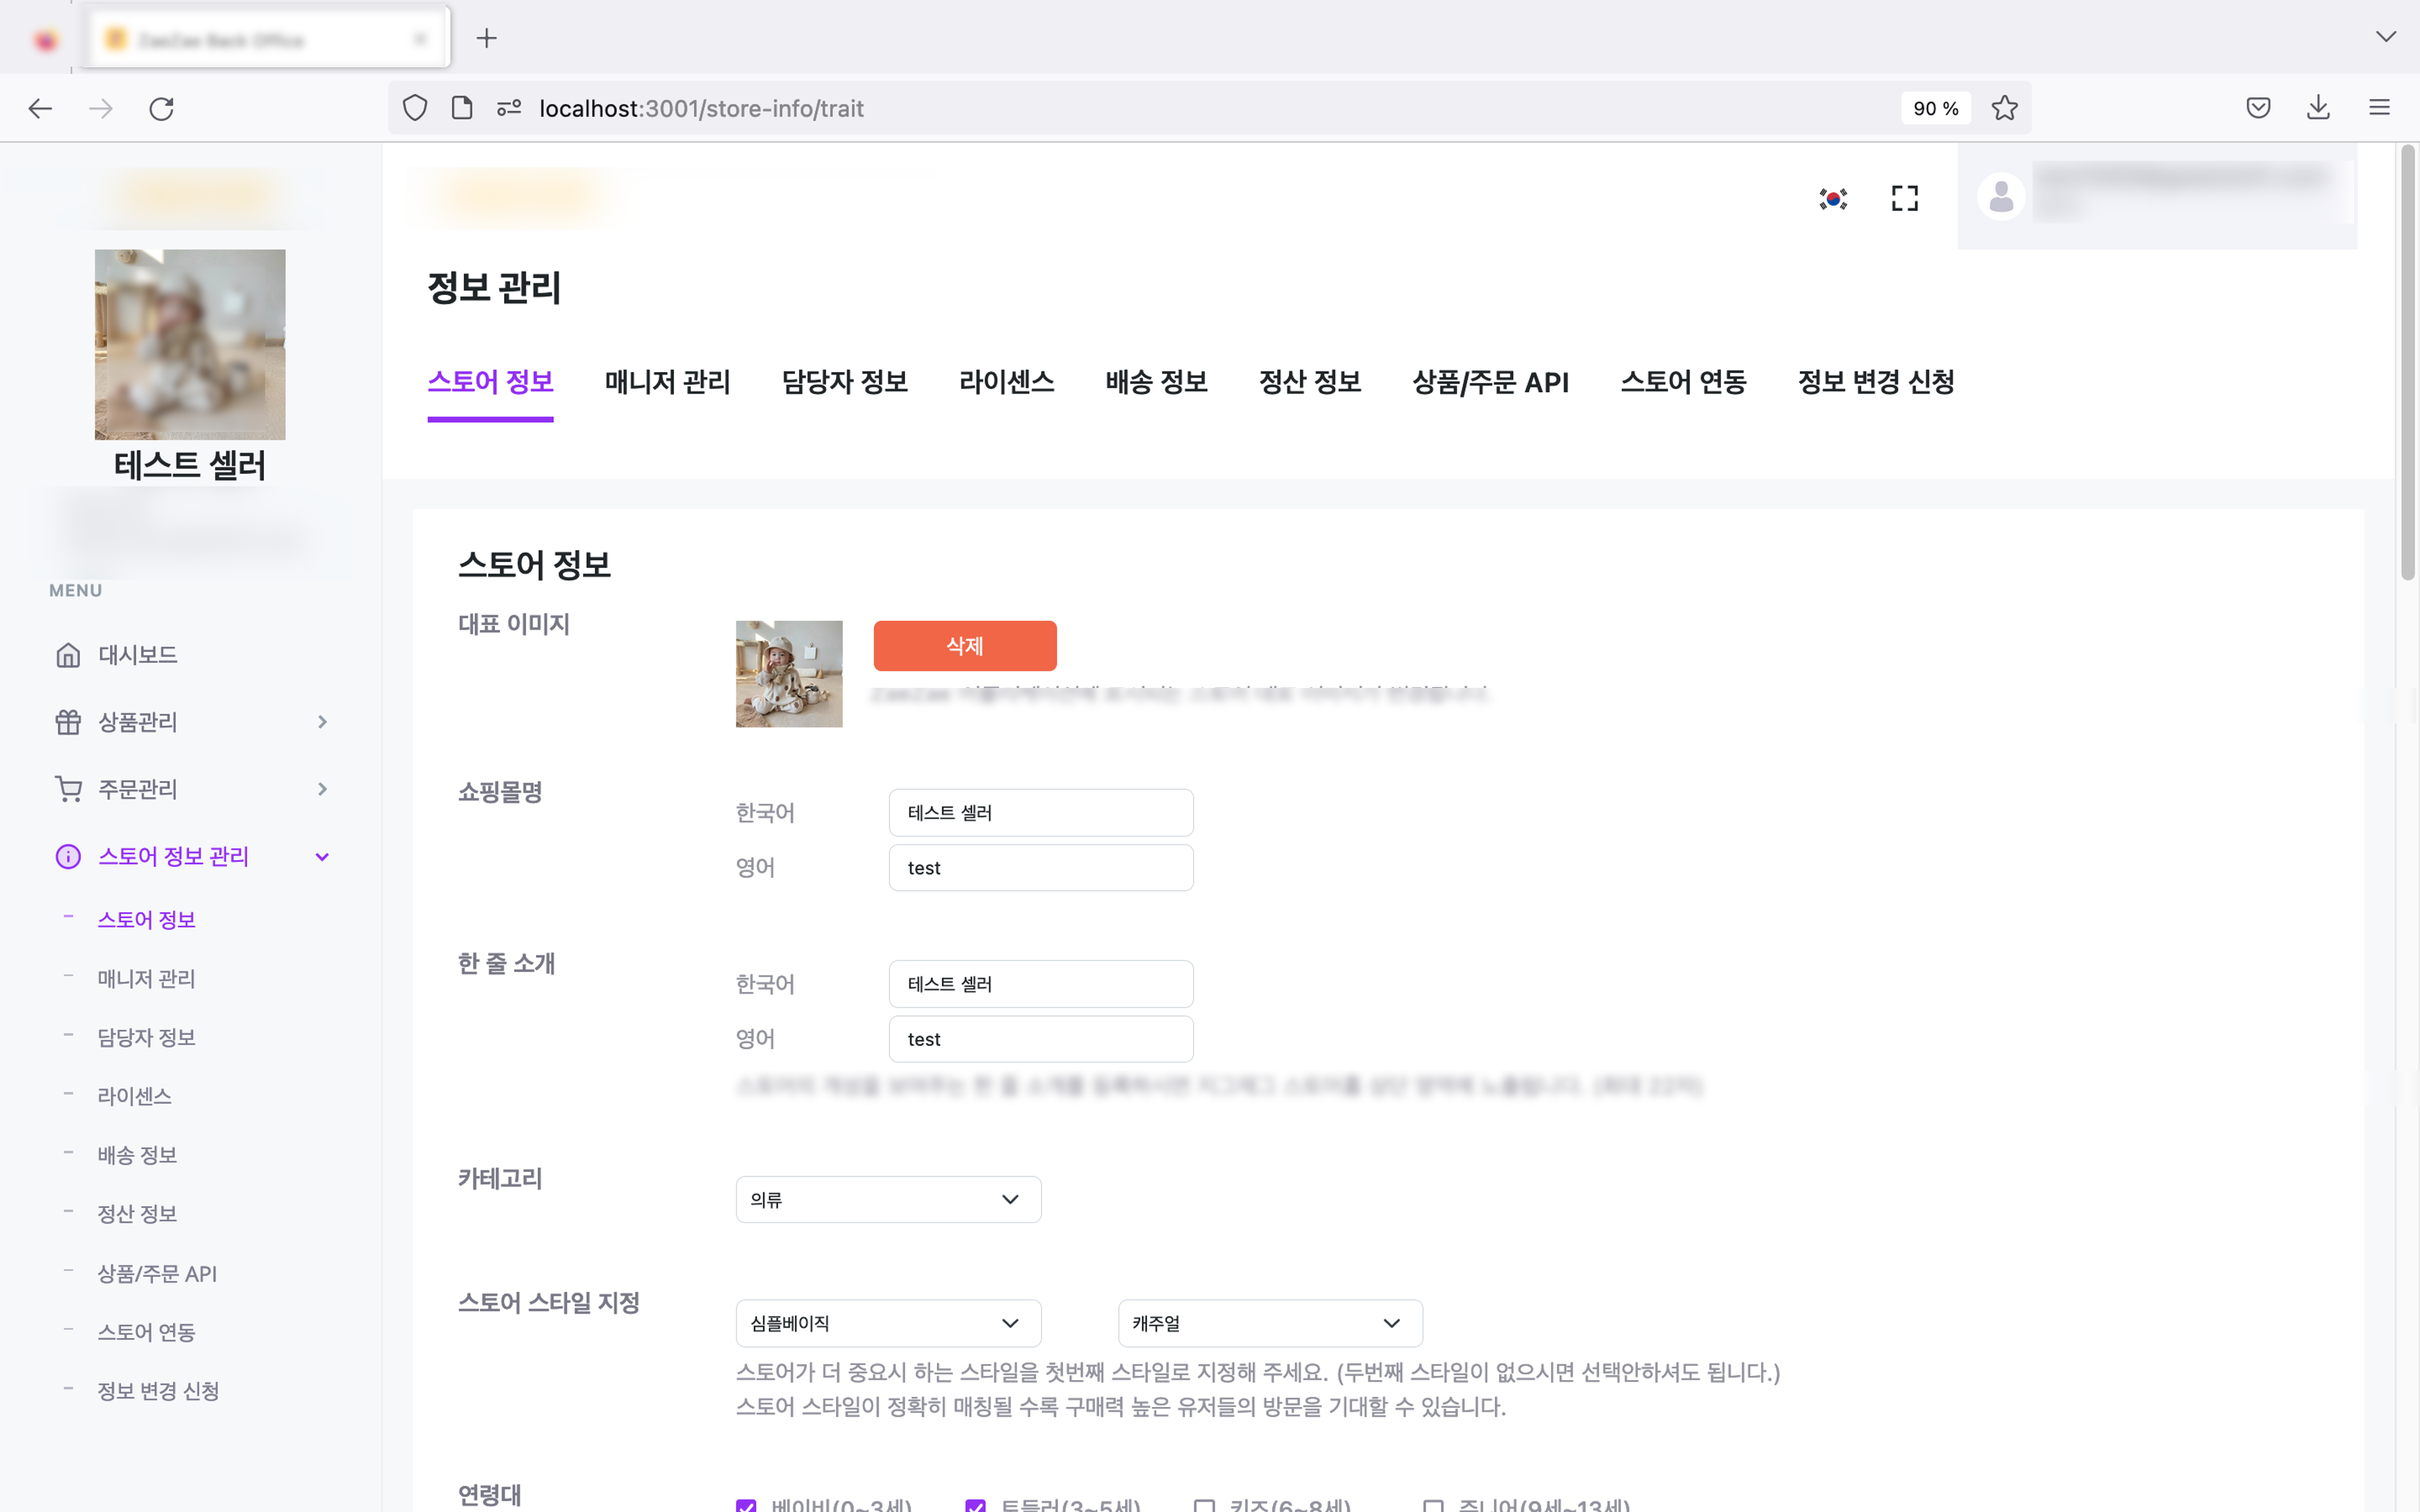 localhost:3001/store-info/trait
90 %
정보 관리
스토어 정보
매니저 관리
담당자 정보
라이센스
배송 정보
정산 정보
상품/주문 API
스토어 연동
정보 변경 신청
테스트 셀러
MENU
대시보드
상품관리
주문관리
스토어 정보 관리
스토어 정보
매니저 관리
담당자 정보
라이센스
배송 정보
정산 정보
상품/주문 API
스토어 연동
정보 변경 신청
스토어 정보
대표 이미지
삭제
쇼핑몰명
한국어
테스트 셀러
영어
test
한 줄 소개
한국어
테스트 셀러
영어
test
카테고리
의류
스토어 스타일 지정
심플베이직
캐주얼
스토어가 더 중요시 하는 스타일을 첫번째 스타일로 지정해 주세요. (두번째 스타일이 없으시면 선택안하셔도 됩니다.)
스토어 스타일이 정확히 매칭될 수록 구매력 높은 유저들의 방문을 기대할 수 있습니다.
연령대
베이비(0~3세)
토들러(3~5세)
키즈(6~8세)
주니어(9세~13세)